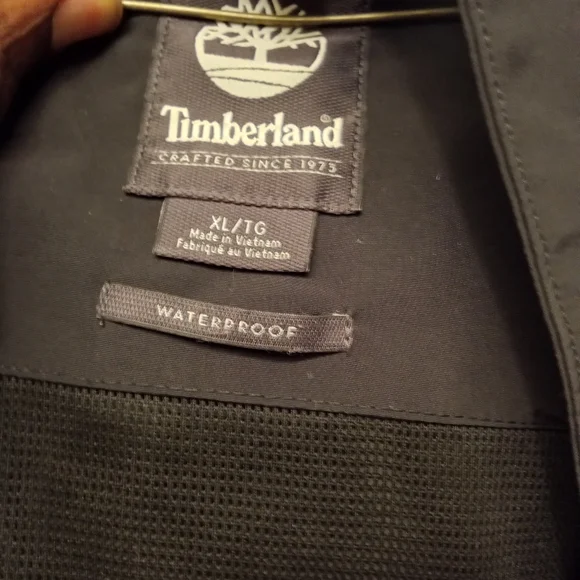 Timberland®
CRAFTED SINCE 1973
XL/TG
Made in Vietnam
Fabriqué au Vietnam
WATERPROOF